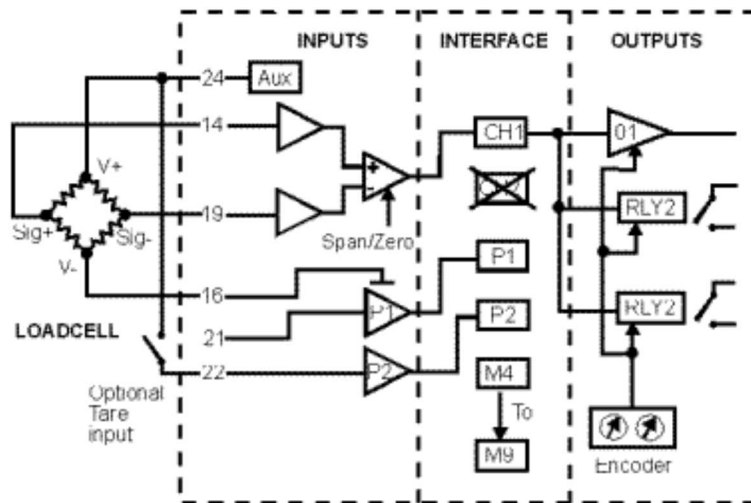 INPUTS INTERFACE OUTPUTS
24 Aux
14 CH1 01
V+
+
-
RLY2
Sig+ Sig- 19
Span/Zero
V-
P1
16
LOADCELL
P1 P2 RLY2
21
22 P2 M4
Optional
Tare
input
To
M9
Encoder